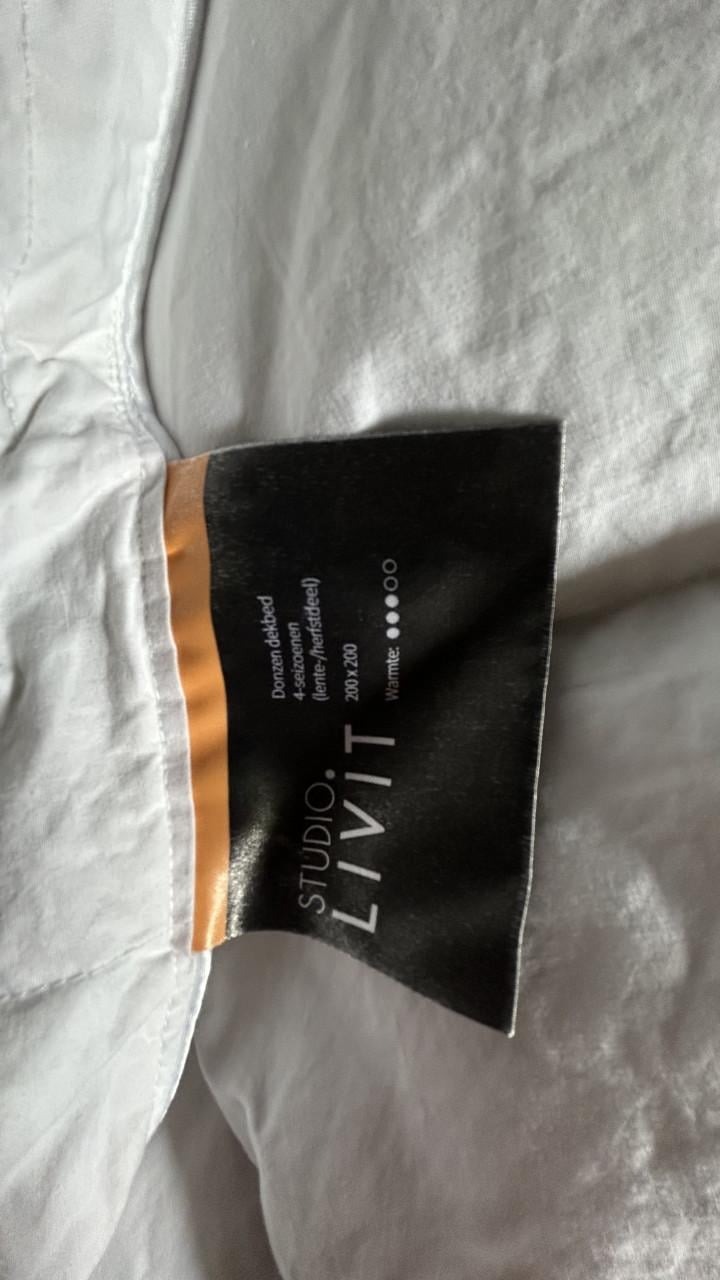 STUDIO.
LIVIT
Donzen dekbed
4-seizoenen
(lente-/herfstdeel)
200 x 200
Warmte: ●●●○○